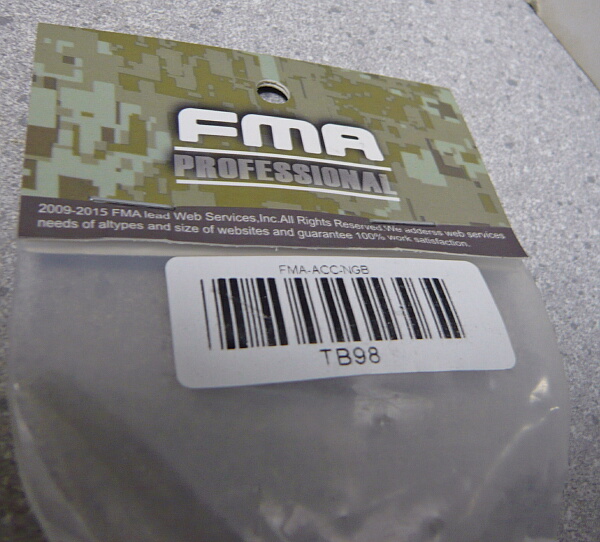 FMA
PROFESSIONAL
2009-2015 FMA lead Web Services,Inc.All Rights Reserved.We adderss web services
needs of altypes and size of websites and guarantee 100% work satisfaction.
FMA-ACC-NGB
TB98